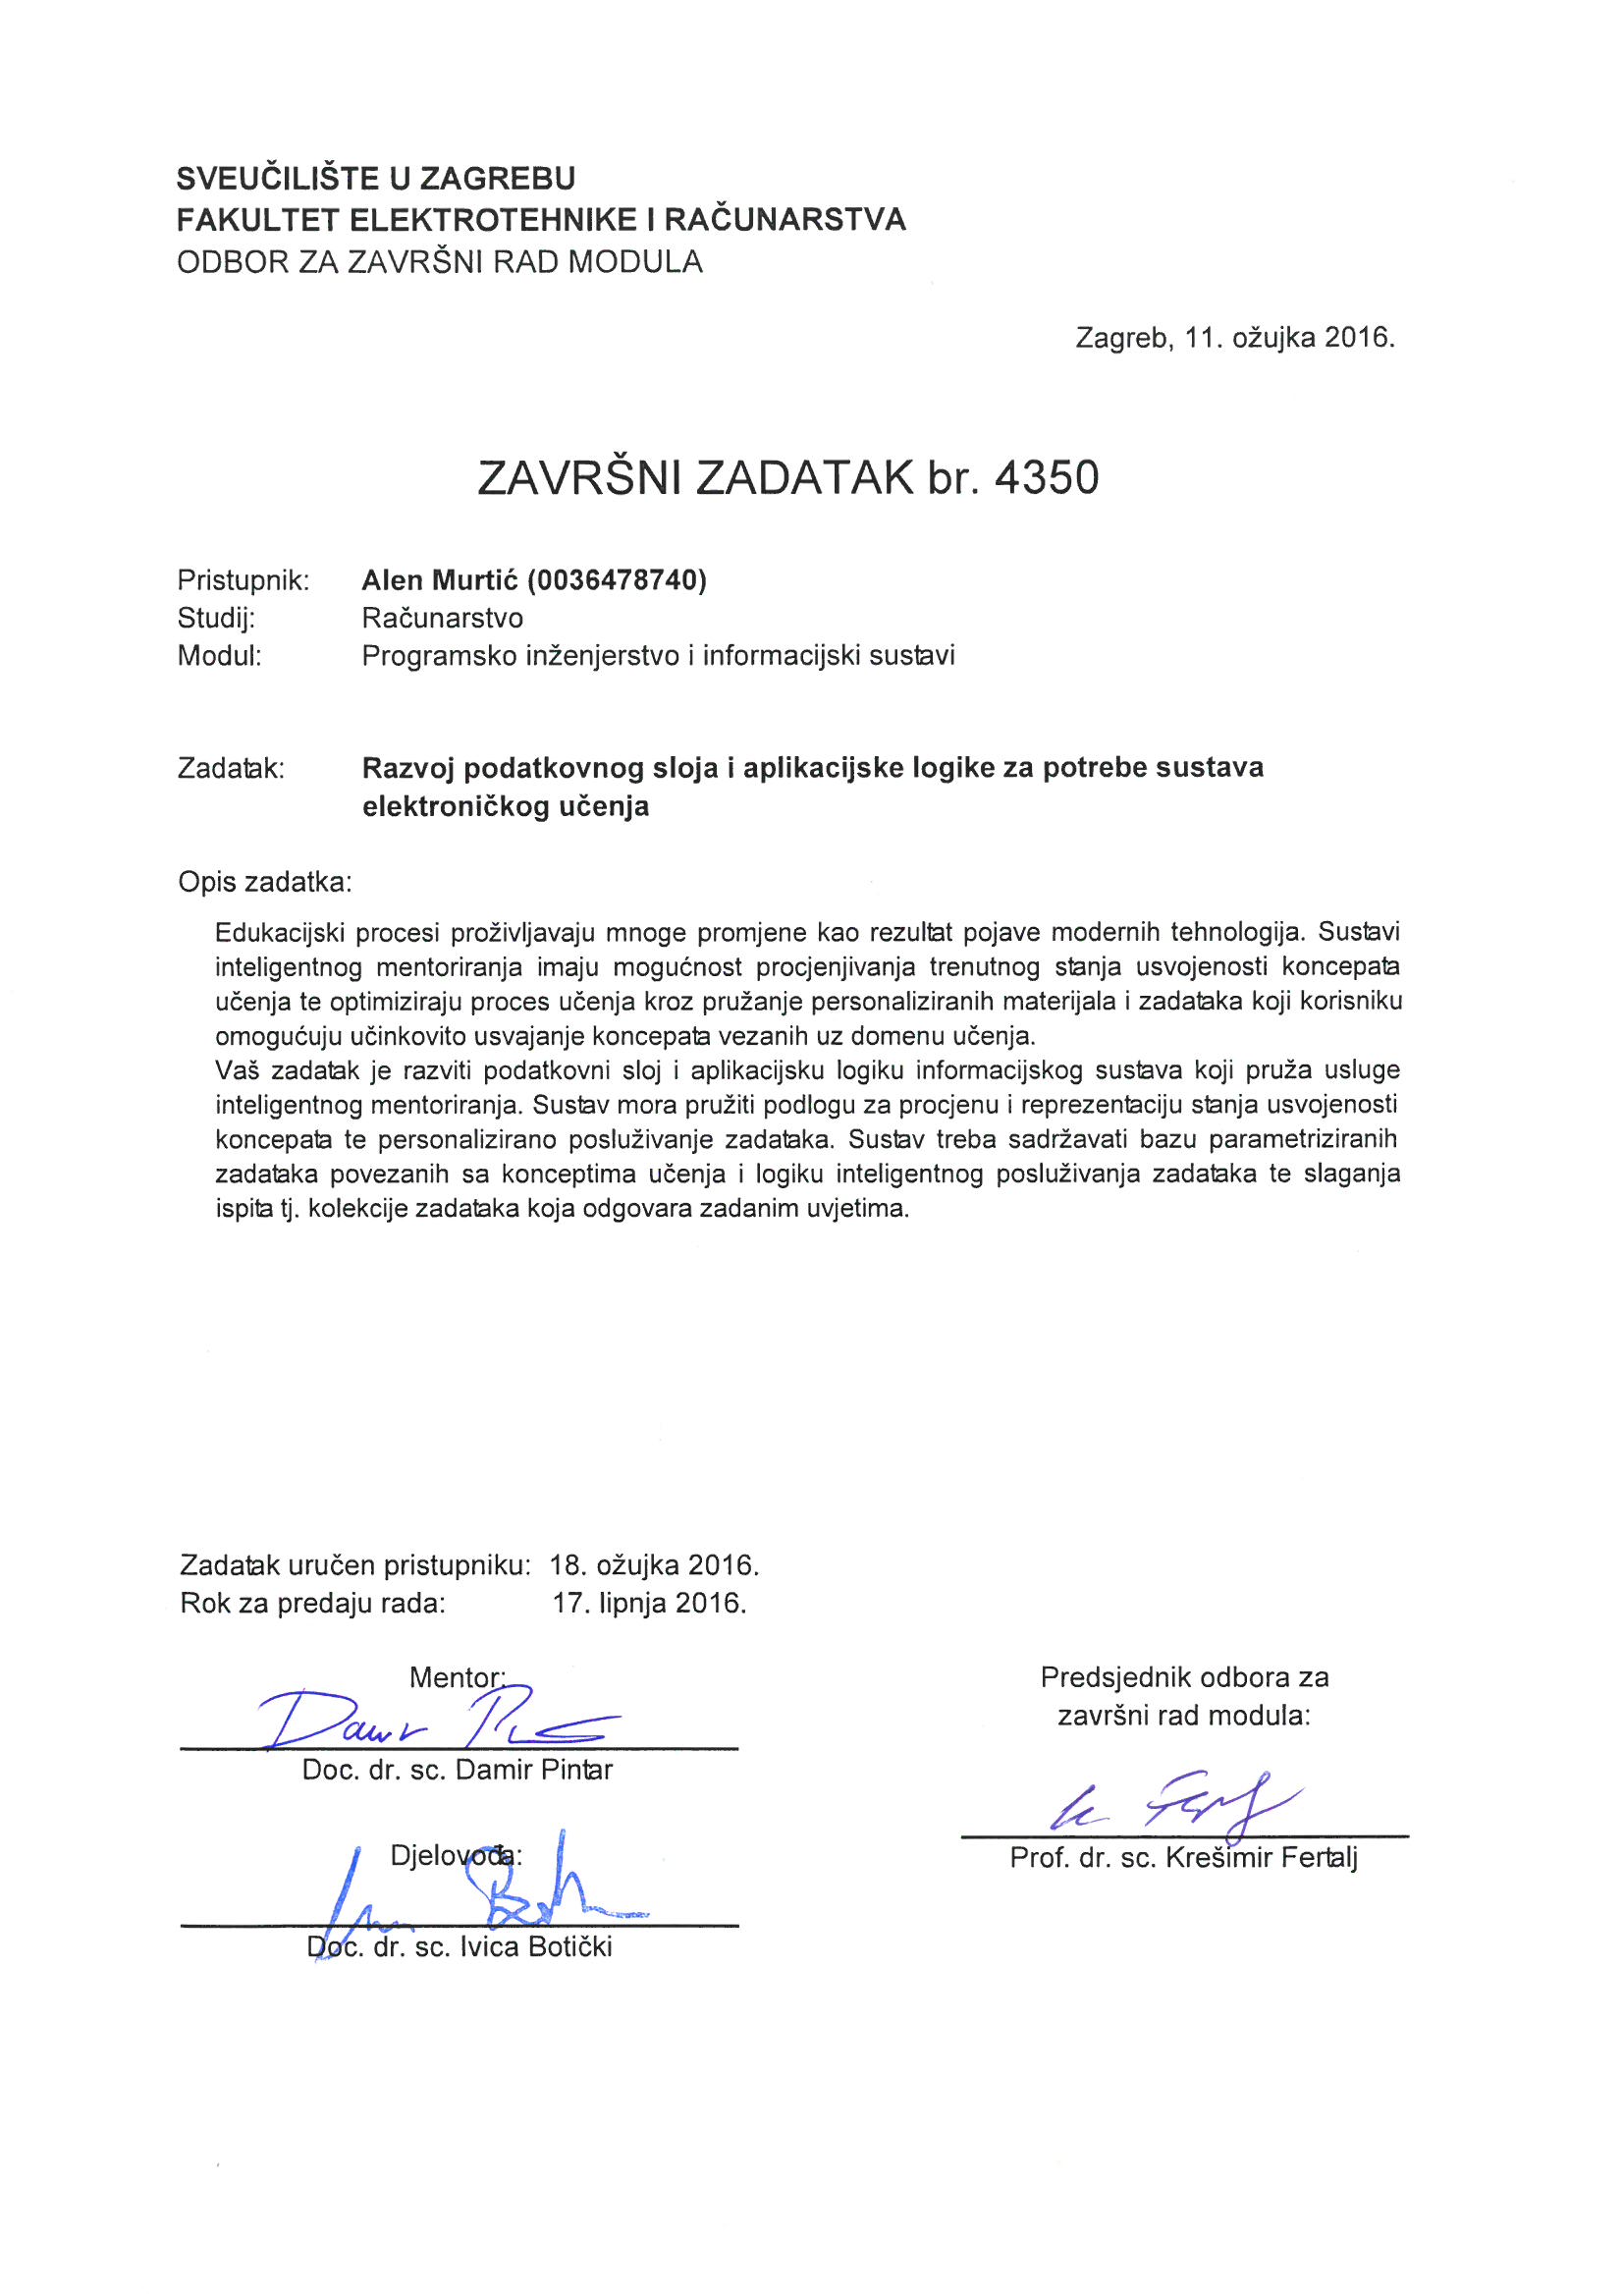 SVEUČILIŠTE U ZAGREBU
FAKULTET ELEKTROTEHNIKE I RAČUNARSTVA
ODBOR ZA ZAVRŠNI RAD MODULA
Zagreb, 11. ožujka 2016.
ZAVRŠNI ZADATAK br. 4350
Pristupnik: Alen Murtić (0036478740)
Studij: Računarstvo
Modul: Programsko inženjerstvo i informacijski sustavi
Zadatak: Razvoj podatkovnog sloja i aplikacijske logike za potrebe sustava
elektroničkog učenja
Opis zadatka:
Edukacijski procesi proživljavaju mnoge promjene kao rezultat pojave modernih tehnologija. Sustavi
inteligentnog mentoriranja imaju mogućnost procjenjivanja trenutnog stanja usvojenosti koncepata
učenja te optimiziraju proces učenja kroz pružanje personaliziranih materijala i zadataka koji korisniku
omogućuju učinkovito usvajanje koncepata vezanih uz domenu učenja.
Vaš zadatak je razviti podatkovni sloj i aplikacijsku logiku informacijskog sustava koji pruža usluge
inteligentnog mentoriranja. Sustav mora pružiti podlogu za procjenu i reprezentaciju stanja usvojenosti
koncepata te personalizirano posluživanje zadataka. Sustav treba sadržavati bazu parametriziranih
zadataka povezanih sa konceptima učenja i logiku inteligentnog posluživanja zadataka te slaganja
ispita tj. kolekcije zadataka koja odgovara zadanim uvjetima.
Zadatak uručen pristupniku: 18. ožujka 2016.
Rok za predaju rada: 17. lipnja 2016.
Mentor:
Doc. dr. sc. Damir Pintar
Djelovođa:
Doc. dr. sc. Ivica Botički
Predsjednik odbora za
završni rad modula:
Prof. dr. sc. Krešimir Fertalj